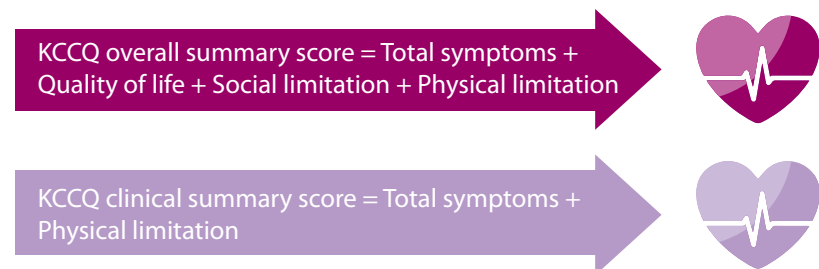 KCCQ overall summary score = Total symptoms +
Quality of life + Social limitation + Physical limitation
KCCQ clinical summary score = Total symptoms +
Physical limitation